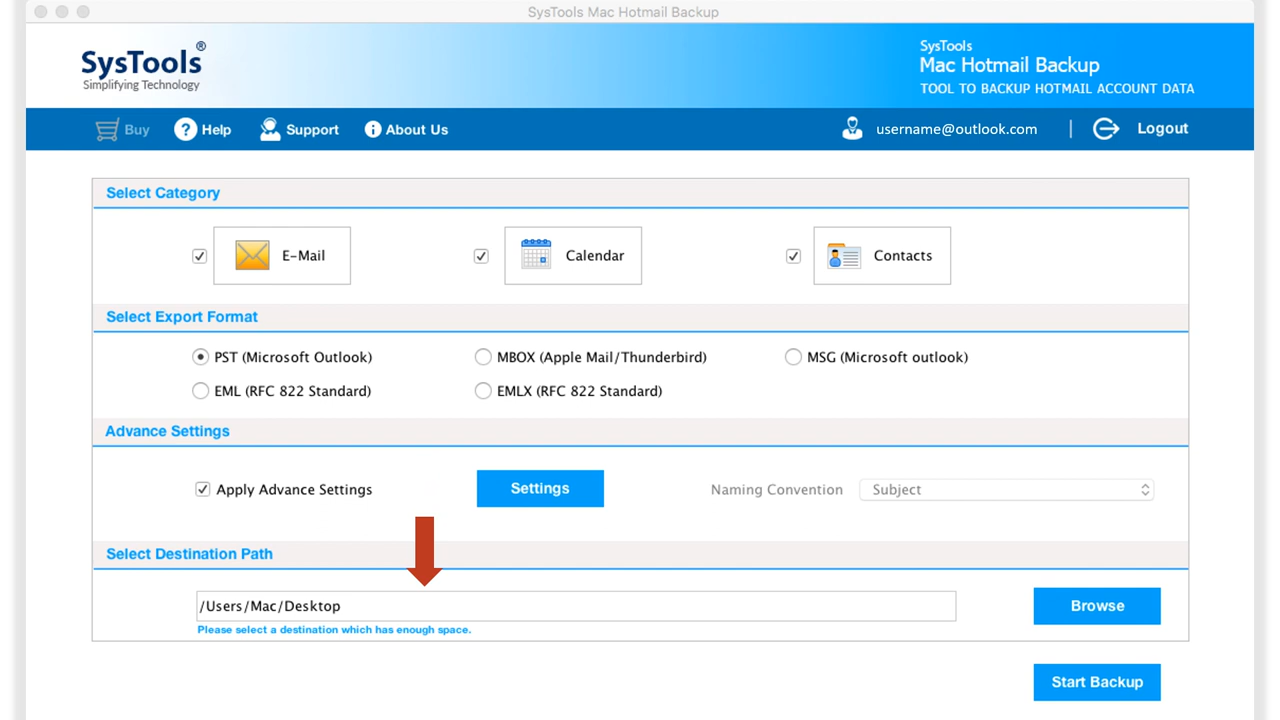 SysTools Mac Hotmail Backup
SysTools®
Simplifying Technology
SysTools
Mac Hotmail Backup
TOOL TO BACKUP HOTMAIL ACCOUNT DATA
Buy Help Support About Us username@outlook.com | Logout
Select Category
E-Mail Calendar Contacts
Select Export Format
PST (Microsoft Outlook) MBOX (Apple Mail/Thunderbird) MSG (Microsoft outlook)
EML (RFC 822 Standard) EMLX (RFC 822 Standard)
Advance Settings
Apply Advance Settings Settings Naming Convention Subject
Select Destination Path
/Users/Mac/Desktop Browse
Please select a destination which has enough space.
Start Backup